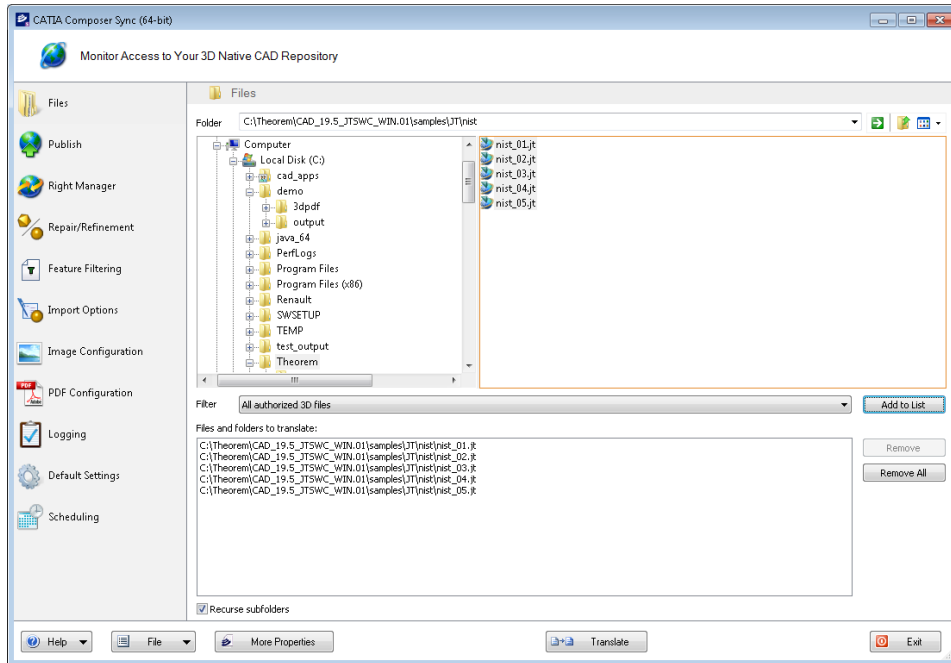 CATIA Composer Sync (64-bit)
Monitor Access to Your 3D Native CAD Repository
Files
Publish
Right Manager
Repair/Refinement
Feature Filtering
Import Options
Image Configuration
PDF Configuration
Logging
Default Settings
Scheduling
Files
Folder C:\Theorem\CAD_19.5_JTSWC_WIN.01\samples\JT\nist
Computer
Local Disk (C:)
cad_apps
demo
3dpdf
output
java_64
PerfLogs
Program Files
Program Files (x86)
Renault
SWSETUP
TEMP
test_output
Theorem
nist_01.jt
nist_02.jt
nist_03.jt
nist_04.jt
nist_05.jt
Filter All authorized 3D files Add to List
Files and folders to translate:
C:\Theorem\CAD_19.5_JTSWC_WIN.01\samples\JT\nist\nist_01.jt
C:\Theorem\CAD_19.5_JTSWC_WIN.01\samples\JT\nist\nist_02.jt
C:\Theorem\CAD_19.5_JTSWC_WIN.01\samples\JT\nist\nist_03.jt
C:\Theorem\CAD_19.5_JTSWC_WIN.01\samples\JT\nist\nist_04.jt
C:\Theorem\CAD_19.5_JTSWC_WIN.01\samples\JT\nist\nist_05.jt
Remove
Remove All
Recurse subfolders
Help File More Properties Translate Exit